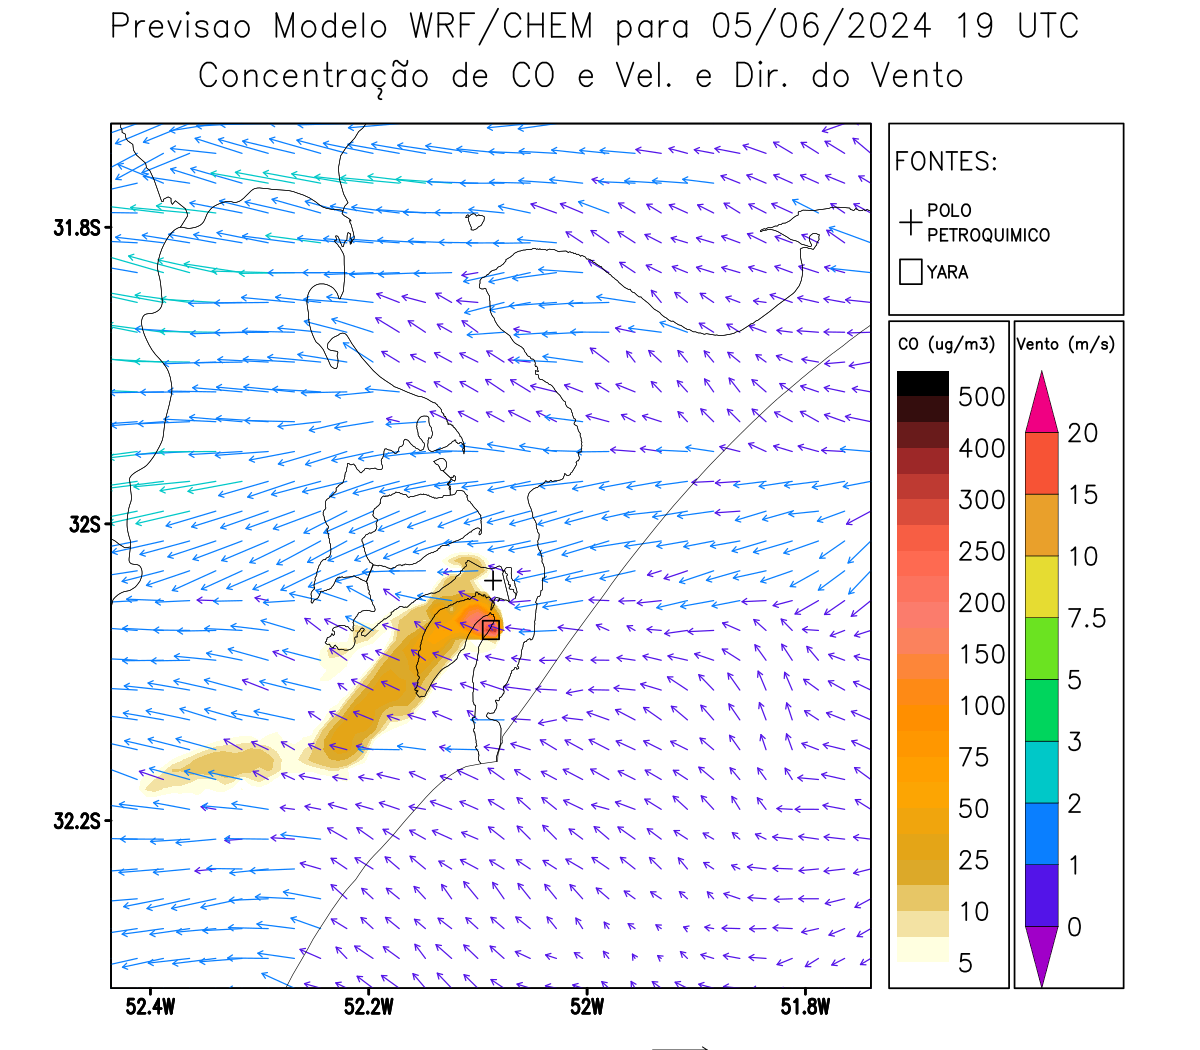 Previsao Modelo WRF/CHEM para 05/06/2024 19 UTC
Concentração de CO e Vel. e Dir. do Vento
FONTES:
POLO
PETROQUIMICO
YARA
CO (ug/m3)
500
400
300
250
200
150
100
75
50
25
10
5
Vento (m/s)
20
15
10
7.5
5
3
2
1
0
31.8S
32S
32.2S
52.4W
52.2W
52W
51.8W